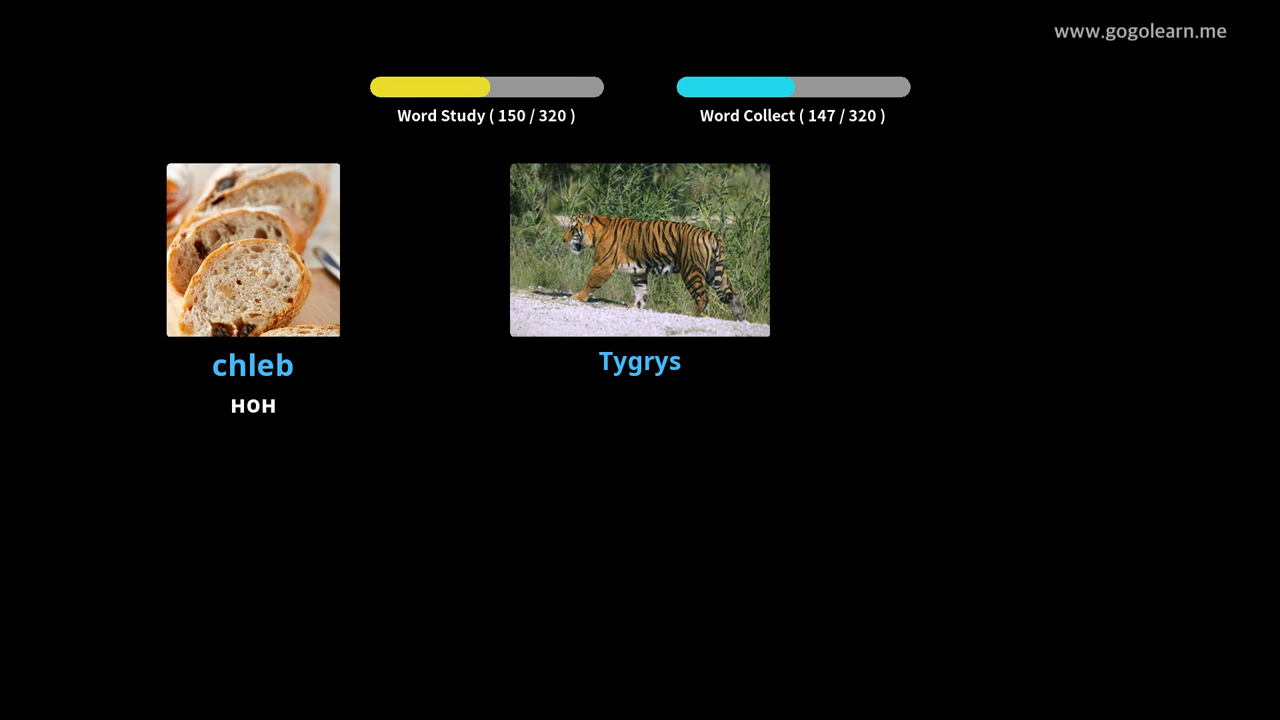 www.gogolearn.me
Word Study ( 150 / 320 )
Word Collect ( 147 / 320 )
chleb
нон
Tygrys